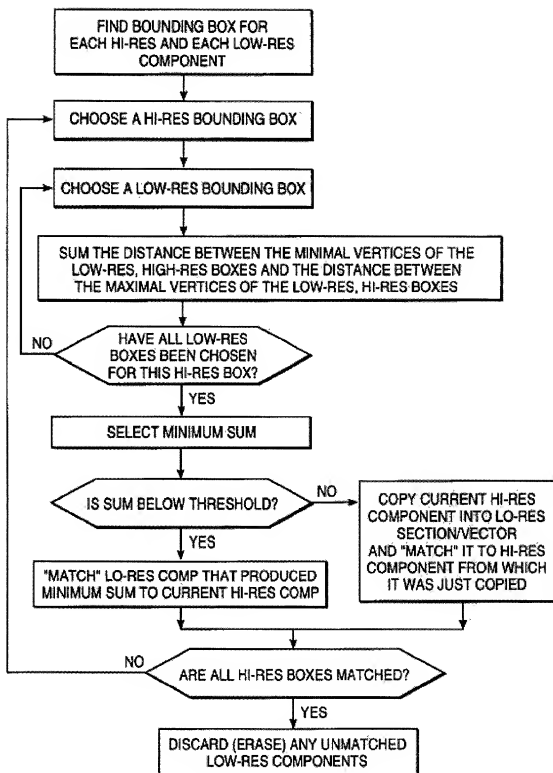 FIND BOUNDING BOX FOR
EACH HI-RES AND EACH LOW-RES
COMPONENT
CHOOSE A HI-RES BOUNDING BOX
CHOOSE A LOW-RES BOUNDING BOX
SUM THE DISTANCE BETWEEN THE MINIMAL VERTICES OF THE
LOW-RES, HIGH-RES BOXES AND THE DISTANCE BETWEEN
THE MAXIMAL VERTICES OF THE LOW-RES, HI-RES BOXES
NO
HAVE ALL LOW-RES
BOXES BEEN CHOSEN
FOR THIS HI-RES BOX?
YES
SELECT MINIMUM SUM
IS SUM BELOW THRESHOLD?
NO
COPY CURRENT HI-RES
COMPONENT INTO LO-RES
SECTION/VECTOR
AND "MATCH" IT TO HI-RES
COMPONENT FROM WHICH
IT WAS JUST COPIED
YES
"MATCH" LO-RES COMP THAT PRODUCED
MINIMUM SUM TO CURRENT HI-RES COMP
NO
ARE ALL HI-RES BOXES MATCHED?
YES
DISCARD (ERASE) ANY UNMATCHED
LOW-RES COMPONENTS